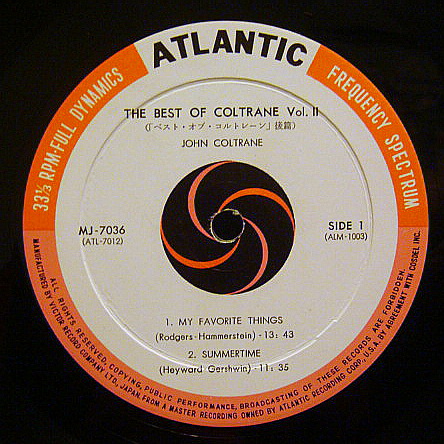 ATLANTIC
33⅓ RPM·FULL DYNAMICS
FREQUENCY SPECTRUM
THE BEST OF COLTRANE Vol. II
(「ベスト・オブ・コルトレーン」後篇)
JOHN COLTRANE
MJ-7036
(ATL-7012)
SIDE 1
(ALM-1003)
1. MY FAVORITE THINGS
(Rodgers-Hammerstein)-13:43
2. SUMMERTIME
(Heyward Gershwin)-11:35
ALL RIGHTS RESERVED, COPYING, PUBLIC PERFORMANCE, BROADCASTING OF THESE RECORDS ARE FORBIDDEN.
MANUFACTURED BY VICTOR RECORD COMPANY LTD., JAPAN, FROM A MASTER RECORDING OWNED BY ATLANTIC RECORDING CORP., U.S.A. BY AGREEMENT WITH COSDEL INC.